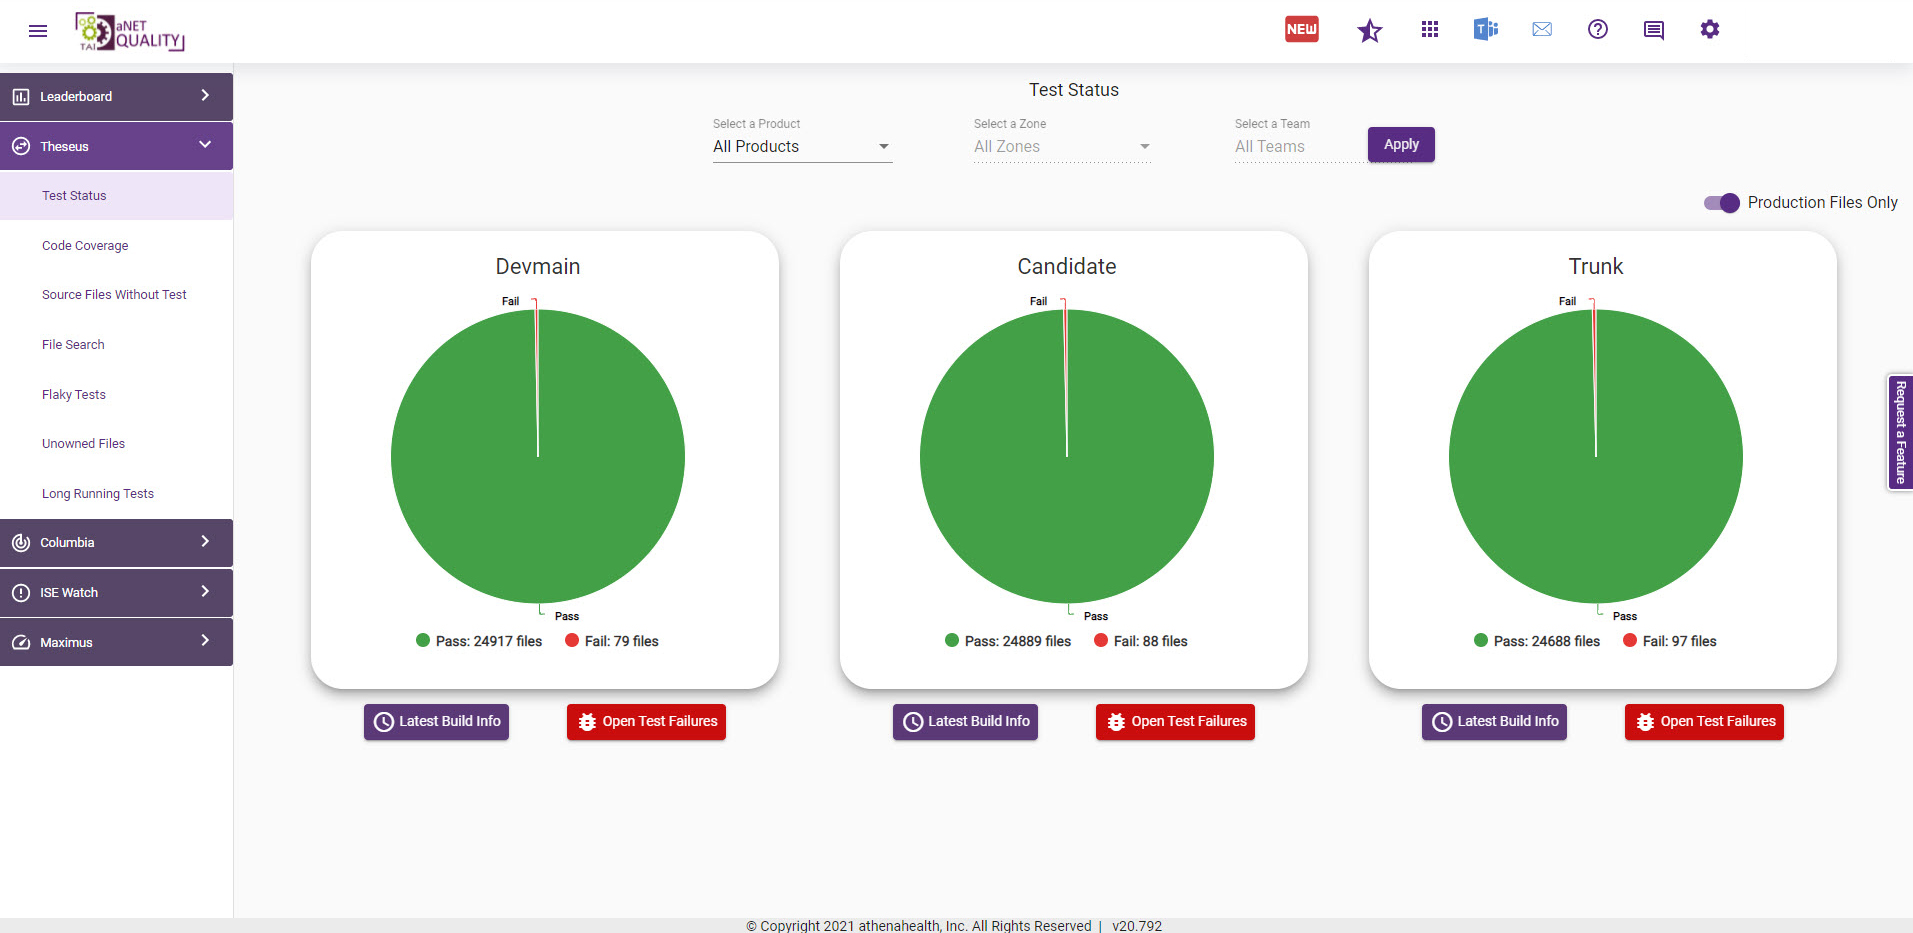 aNET
TAI QUALITY
NEW
Leaderboard
Theseus
Test Status
Code Coverage
Source Files Without Test
File Search
Flaky Tests
Unowned Files
Long Running Tests
Columbia
ISE Watch
Maximus
Test Status
Select a Product
All Products
Select a Zone
All Zones
Select a Team
All Teams
Apply
Production Files Only
Devmain
Fail
Pass
Pass: 24917 files Fail: 79 files
Latest Build Info Open Test Failures
Candidate
Fail
Pass
Pass: 24889 files Fail: 88 files
Latest Build Info Open Test Failures
Trunk
Fail
Pass
Pass: 24688 files Fail: 97 files
Latest Build Info Open Test Failures
Request a Feature
© Copyright 2021 athenahealth, Inc. All Rights Reserved | v20.792